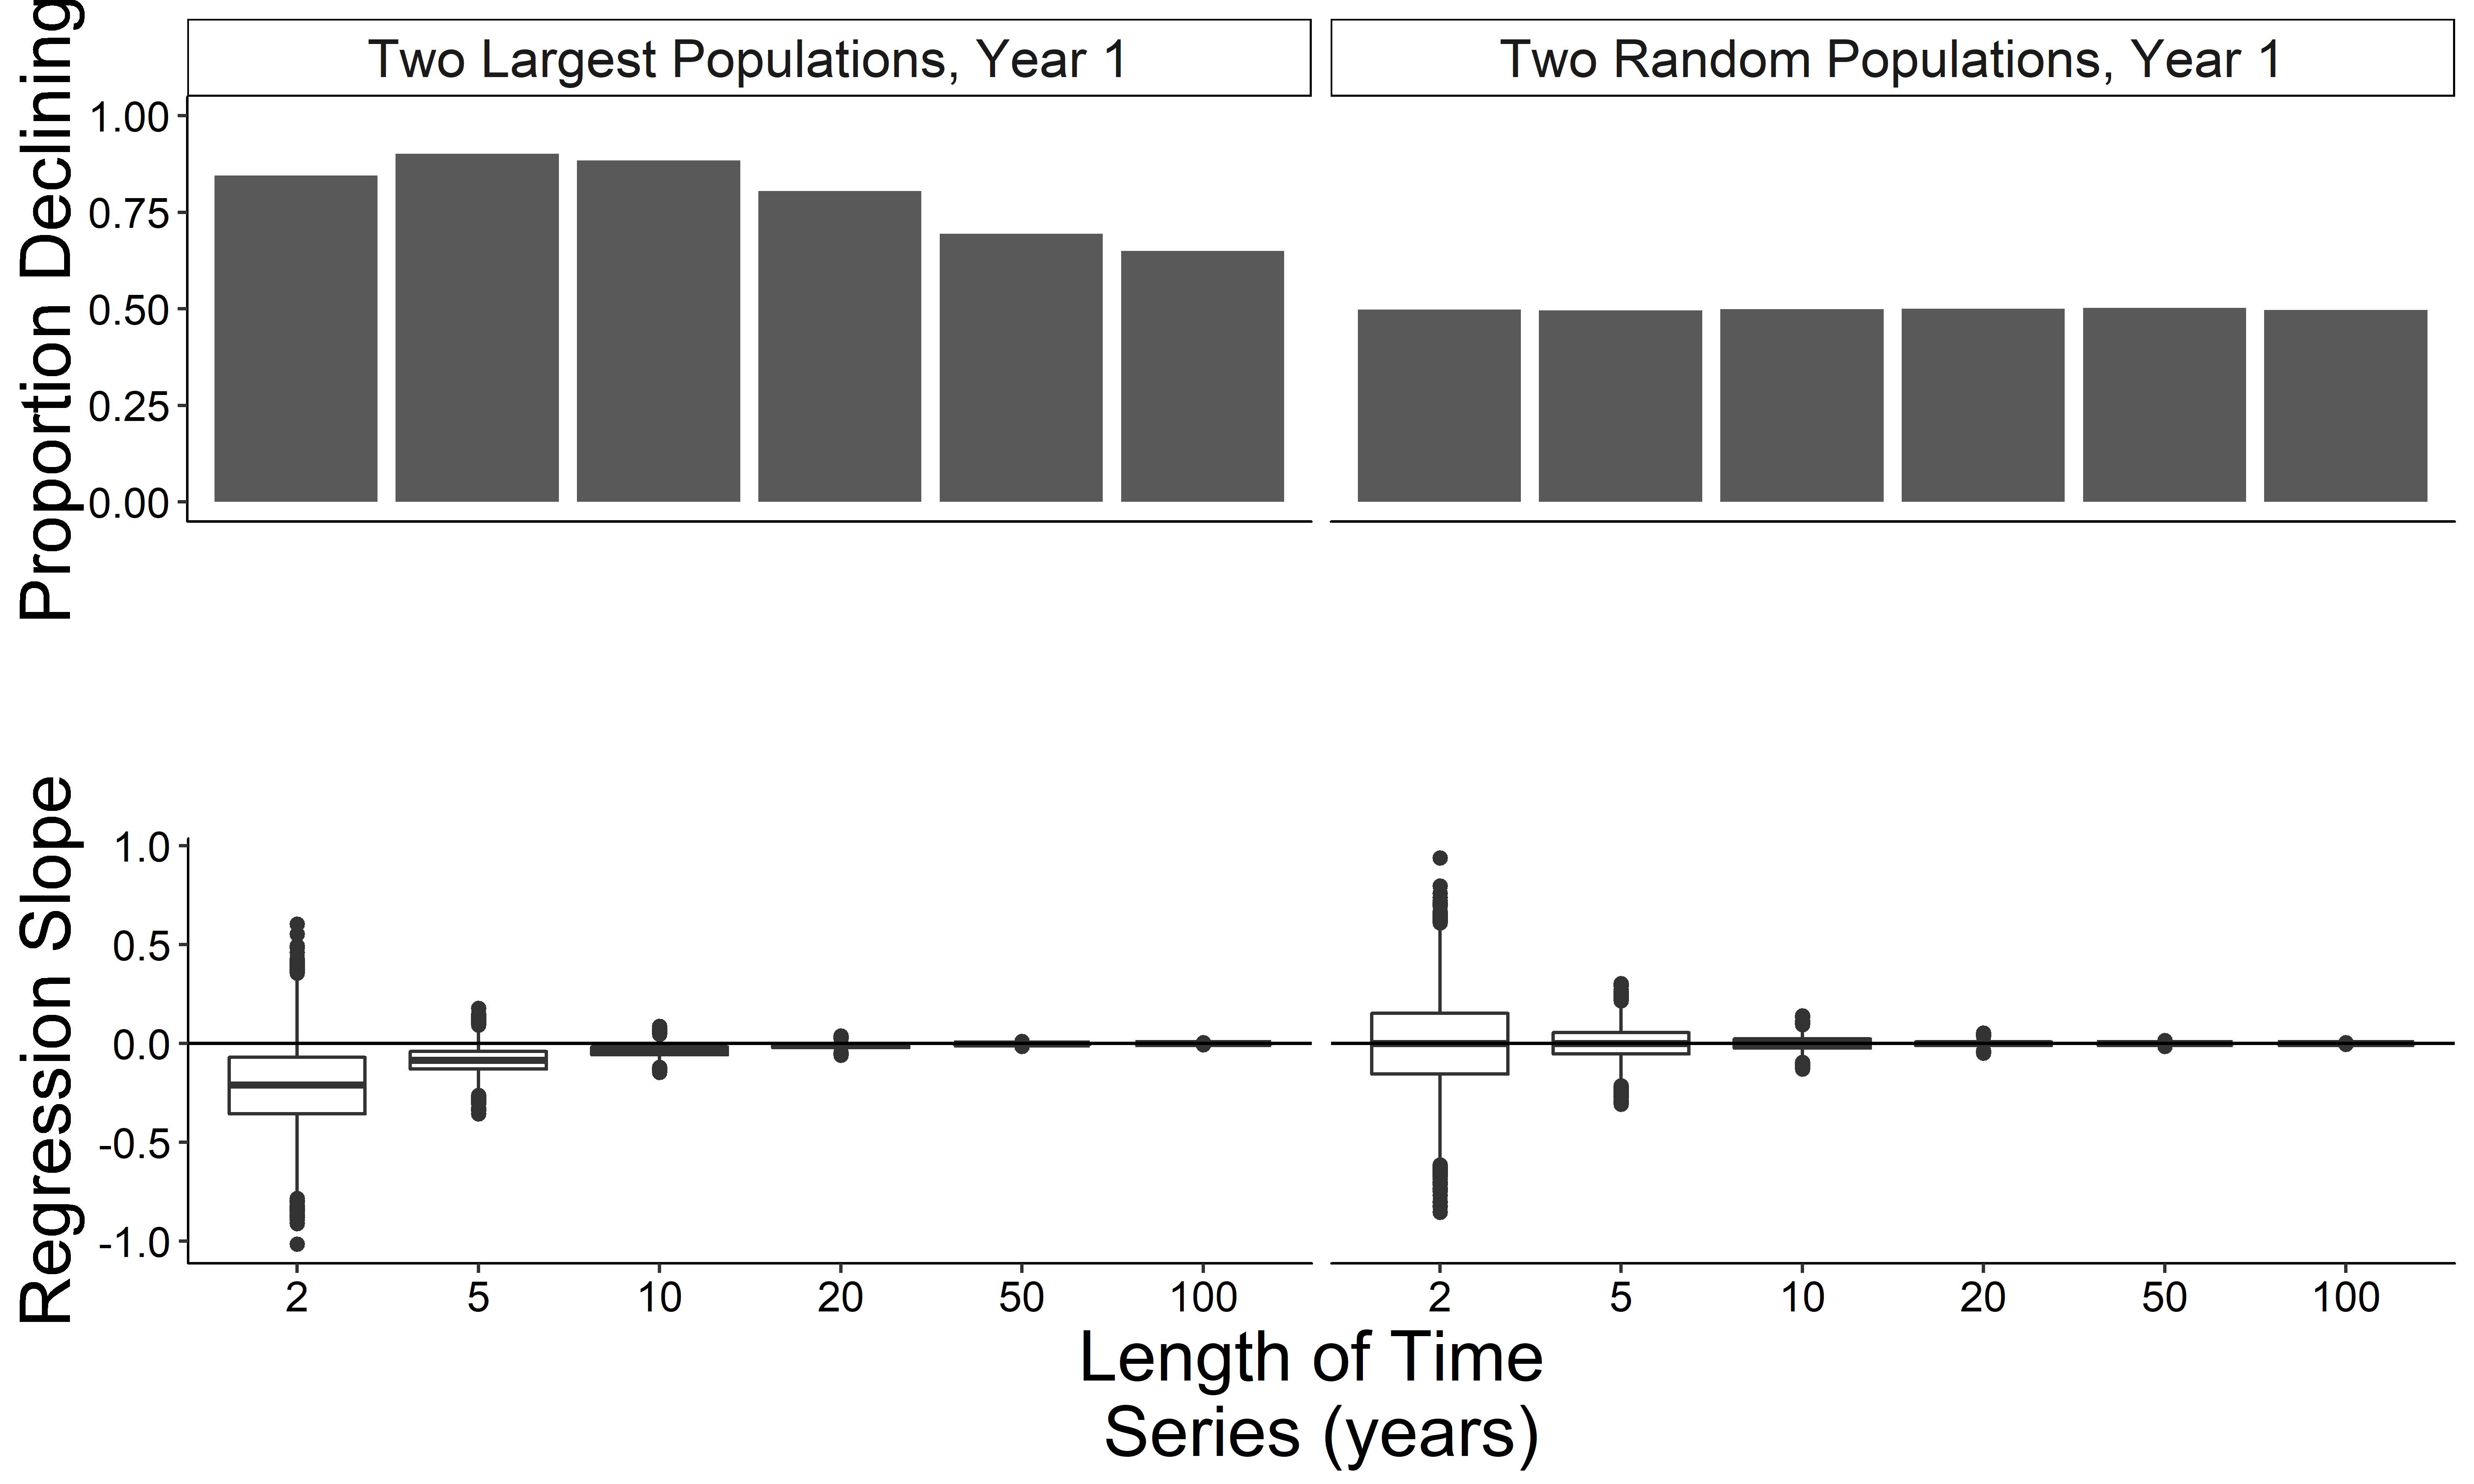 Two Largest Populations, Year 1
Two Random Populations, Year 1
Proportion Declining
1.00
0.75
0.50
0.25
0.00
Regression Slope
1.0
0.5
0.0
-0.5
-1.0
2 5 10 20 50 100
2 5 10 20 50 100
Length of Time
Series (years)